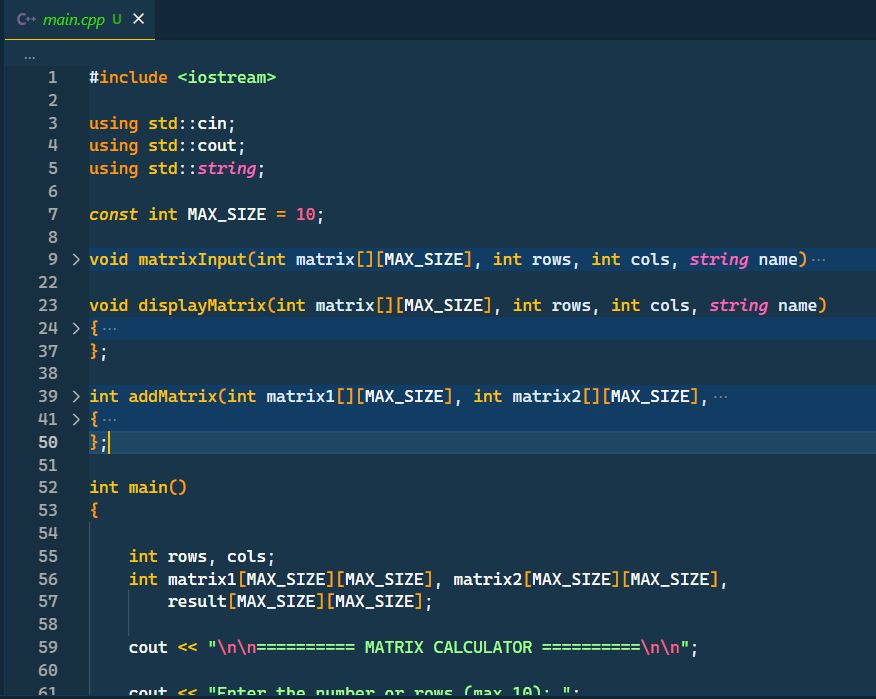 C++ main.cpp U ×
...
1 #include <iostream>
2
3 using std::cin;
4 using std::cout;
5 using std::string;
6
7 const int MAX_SIZE = 10;
8
9 > void matrixInput(int matrix[][MAX_SIZE], int rows, int cols, string name) ...
22
23 void displayMatrix(int matrix[][MAX_SIZE], int rows, int cols, string name)
24 > { ...
37 };
38
39 > int addMatrix(int matrix1[][MAX_SIZE], int matrix2[][MAX_SIZE], ...
41 > { ...
50 };
51
52 int main()
53 {
54
55 int rows, cols;
56 int matrix1[MAX_SIZE][MAX_SIZE], matrix2[MAX_SIZE][MAX_SIZE],
57 result[MAX_SIZE][MAX_SIZE];
58
59 cout << "\n\n========== MATRIX CALCULATOR ==========\n\n";
60
61 cout << "Enter the number or rows (max 10): ";